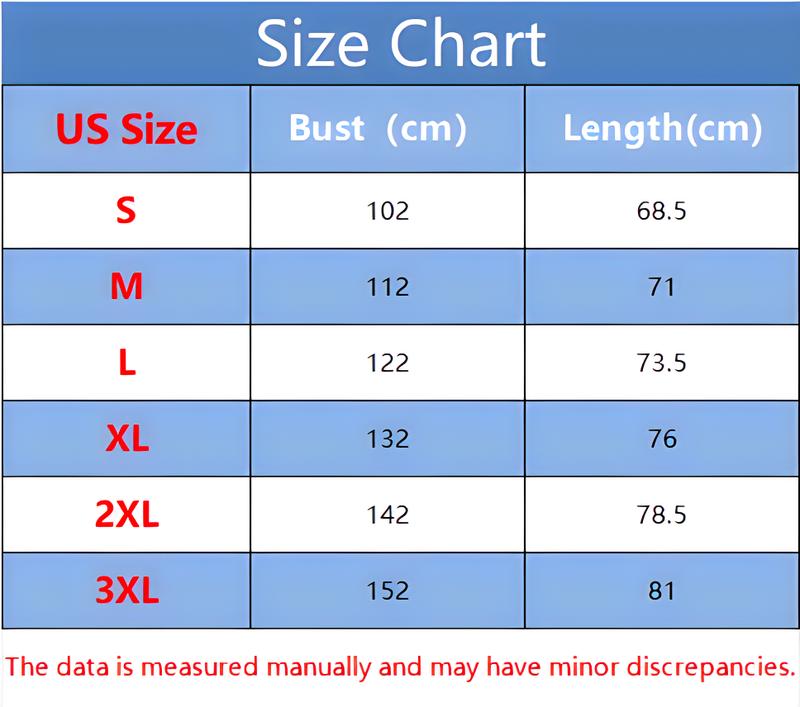 Size Chart
US Size Bust (cm) Length(cm)
S 102 68.5
M 112 71
L 122 73.5
XL 132 76
2XL 142 78.5
3XL 152 81
The data is measured manually and may have minor discrepancies.